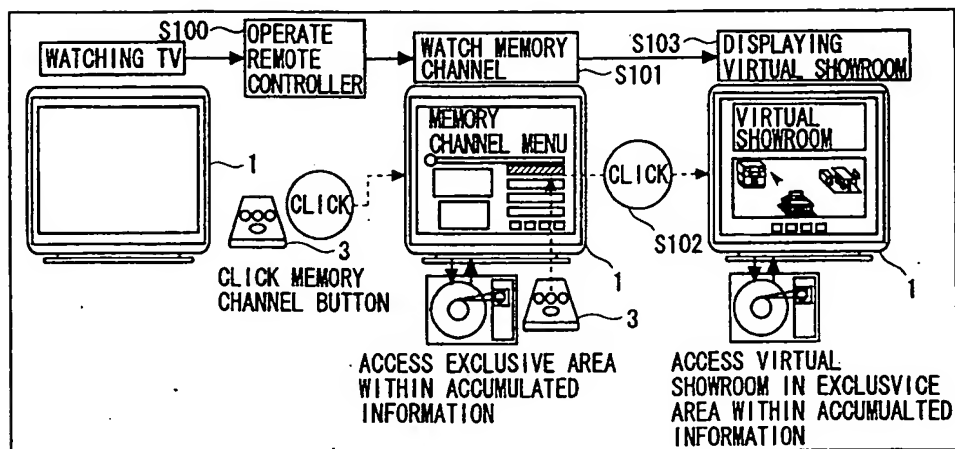 WATCHING TV
S100
OPERATE
REMOTE
CONTROLLER
WATCH MEMORY
CHANNEL
S101
S103
DISPLAYING
VIRTUAL SHOWROOM
1
CLICK
3
CLICK MEMORY
CHANNEL BUTTON
MEMORY
CHANNEL MENU
1
3
ACCESS EXCLUSIVE AREA
WITHIN ACCUMULATED
INFORMATION
CLICK
S102
VIRTUAL
SHOWROOM
1
ACCESS VIRTUAL
SHOWROOM IN EXCLUSVICE
AREA WITHIN ACCUMUALTED
INFORMATION